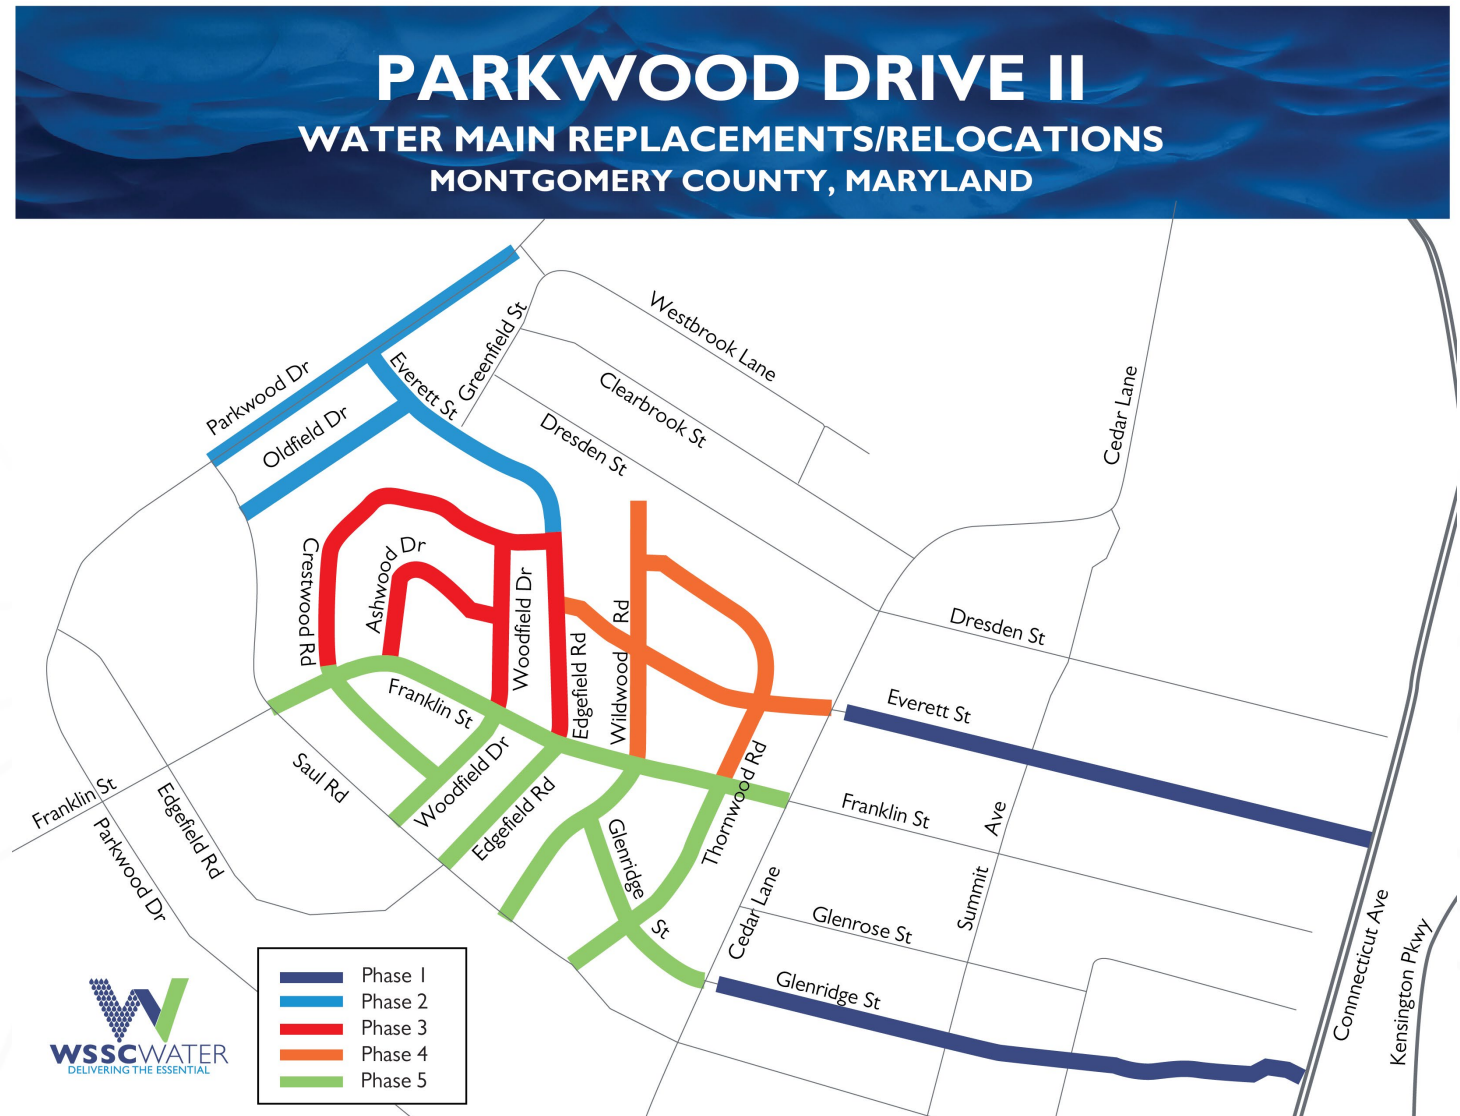 PARKWOOD DRIVE II
WATER MAIN REPLACEMENTS/RELOCATIONS
MONTGOMERY COUNTY, MARYLAND
Westbrook Lane
Greenfield St
Everett St
Parkwood Dr
Clearbrook St
Cedar Lane
Oldfield Dr
Dresden St
Crestwood Rd
Ashwood Dr
Woodfield Dr
Edgefield Rd
Wildwood Rd
Dresden St
Everett St
Franklin St
Saul Rd
Woodfield Dr
Edgefield Rd
Thornwood Rd
Franklin St
Franklin St
Edgefield Rd
Parkwood Dr
Glenridge St
Summit Ave
Cedar Lane
Glenrose St
Glenridge St
Connnecticut Ave
Kensington Pkwy
Phase 1
Phase 2
Phase 3
Phase 4
Phase 5
WSSCWATER
DELIVERING THE ESSENTIAL